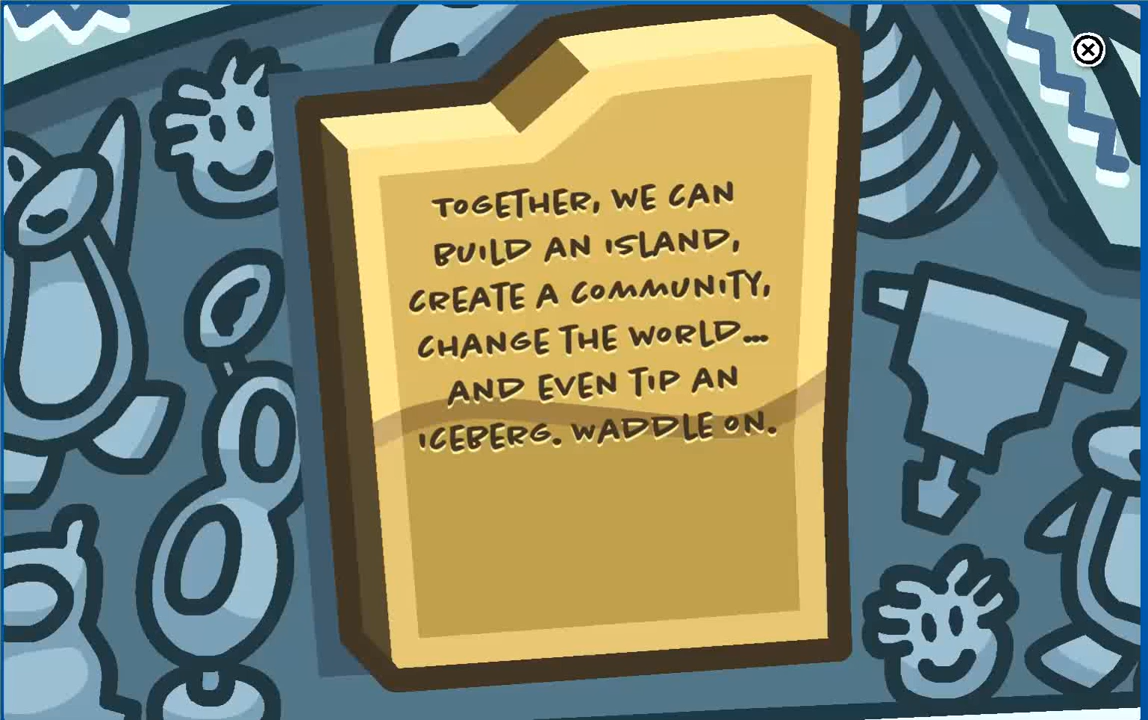 TOGETHER, WE CAN
BUILD AN ISLAND,
CREATE A COMMUNITY,
CHANGE THE WORLD...
AND EVEN TIP AN
ICEBERG. WADDLE ON.